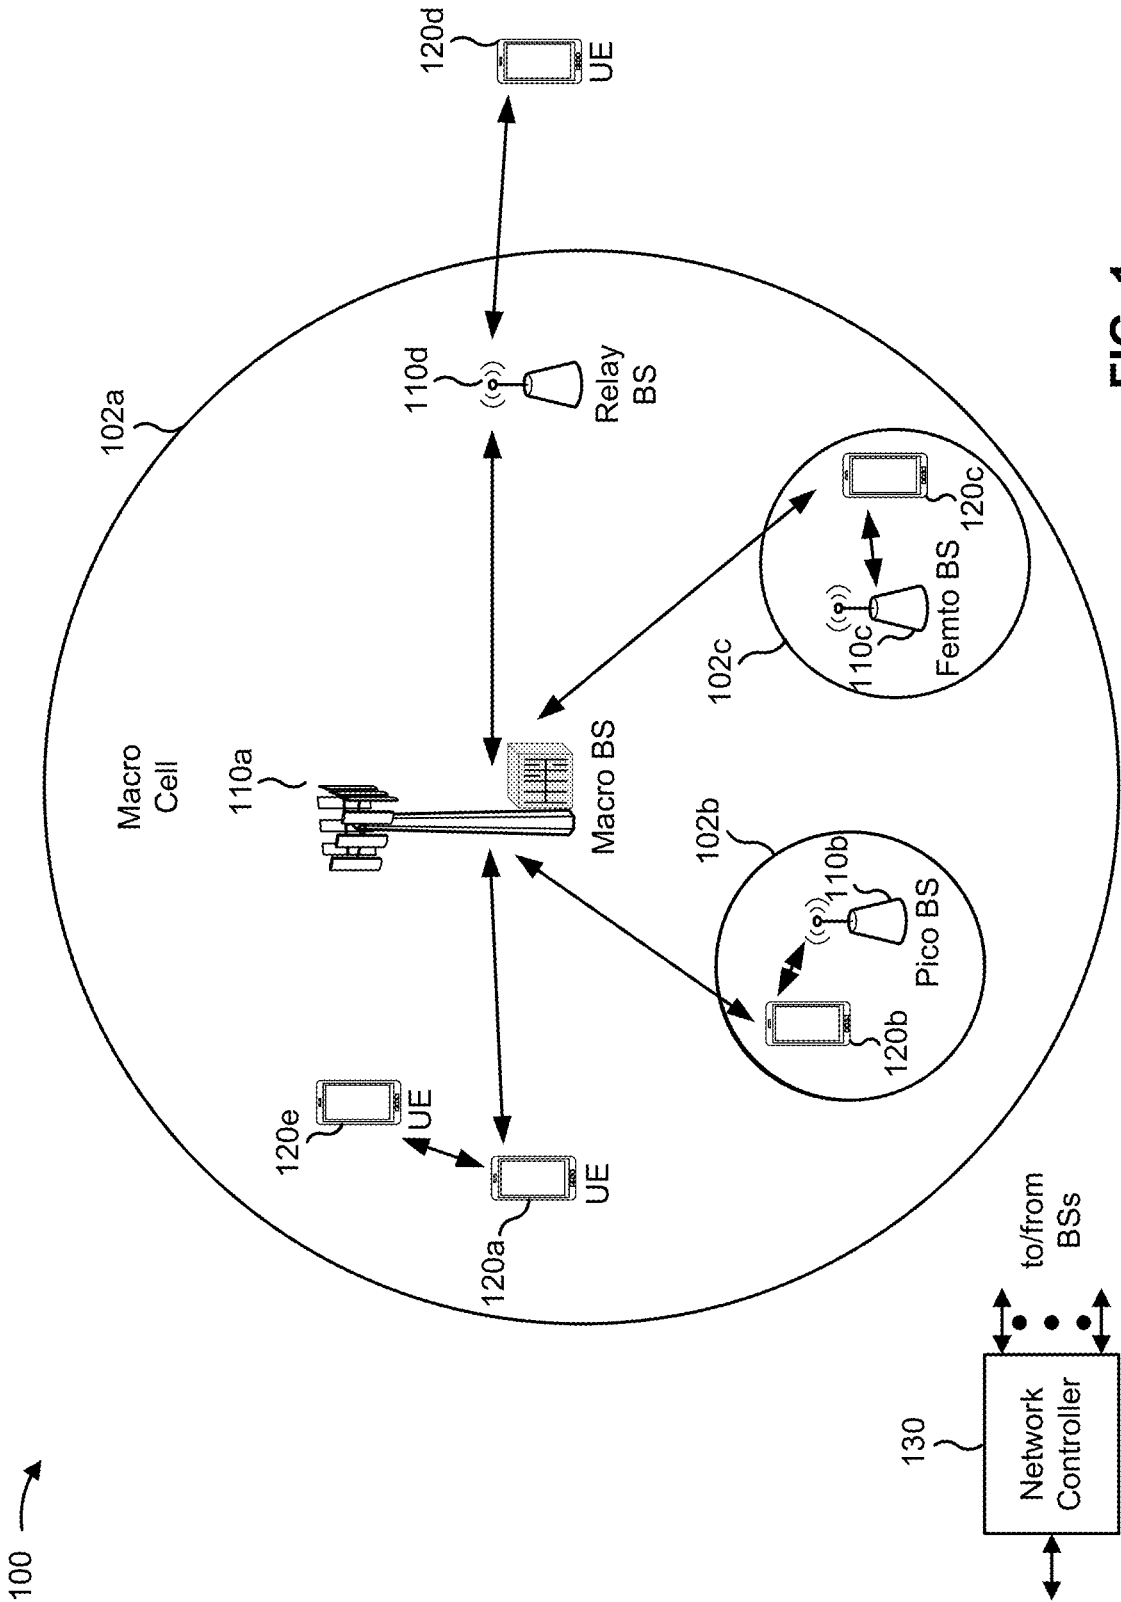 100
Macro
Cell
102a
110a
120e
UE
120a
UE
Macro BS
110d
Relay
BS
120d
UE
102b
110b
Pico BS
120b
102c
110c
Femto BS
120c
130
Network
Controller
to/from
BSs